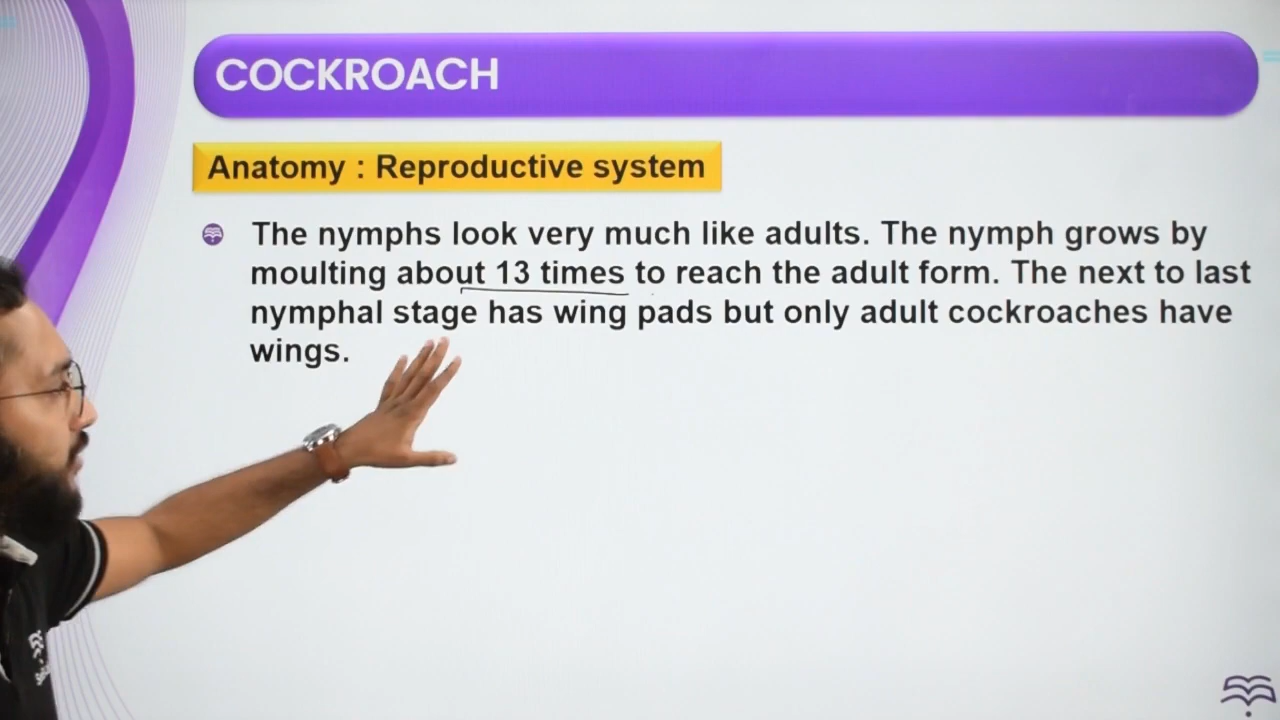 COCKROACH
Anatomy : Reproductive system
The nymphs look very much like adults. The nymph grows by
moulting about 13 times to reach the adult form. The next to last
nymphal stage has wing pads but only adult cockroaches have
wings.